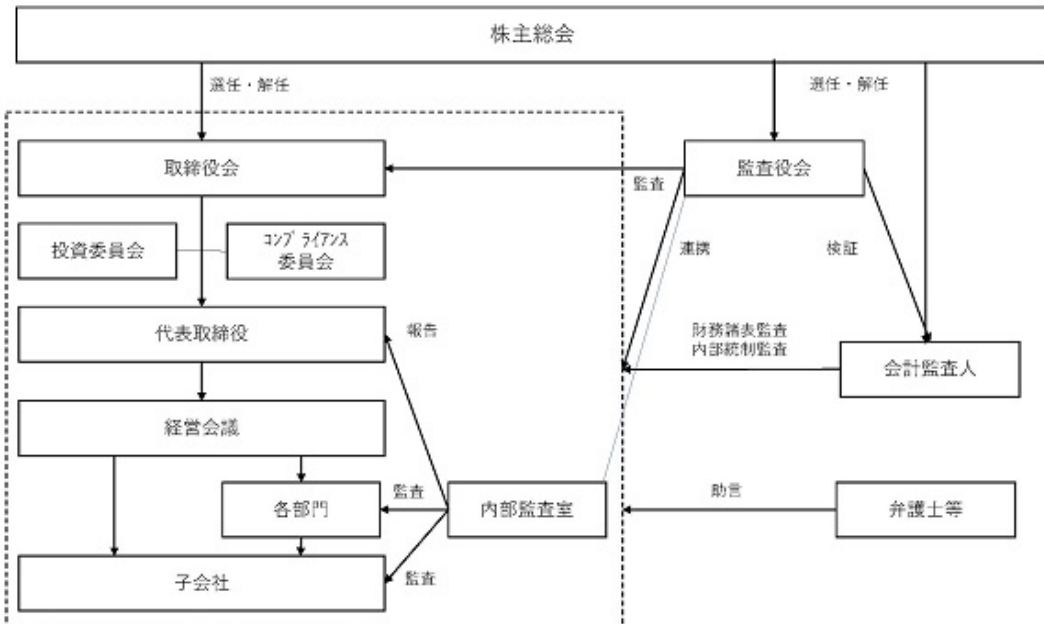 株主総会
選任・解任
選任・解任
取締役会
監査
監査役会
投資委員会
コンプライアンス
委員会
連携
検証
代表取締役
報告
財務諸表監査
内部統制監査
会計監査人
経営会議
各部門
監査
内部監査室
助言
弁護士等
子会社
監査